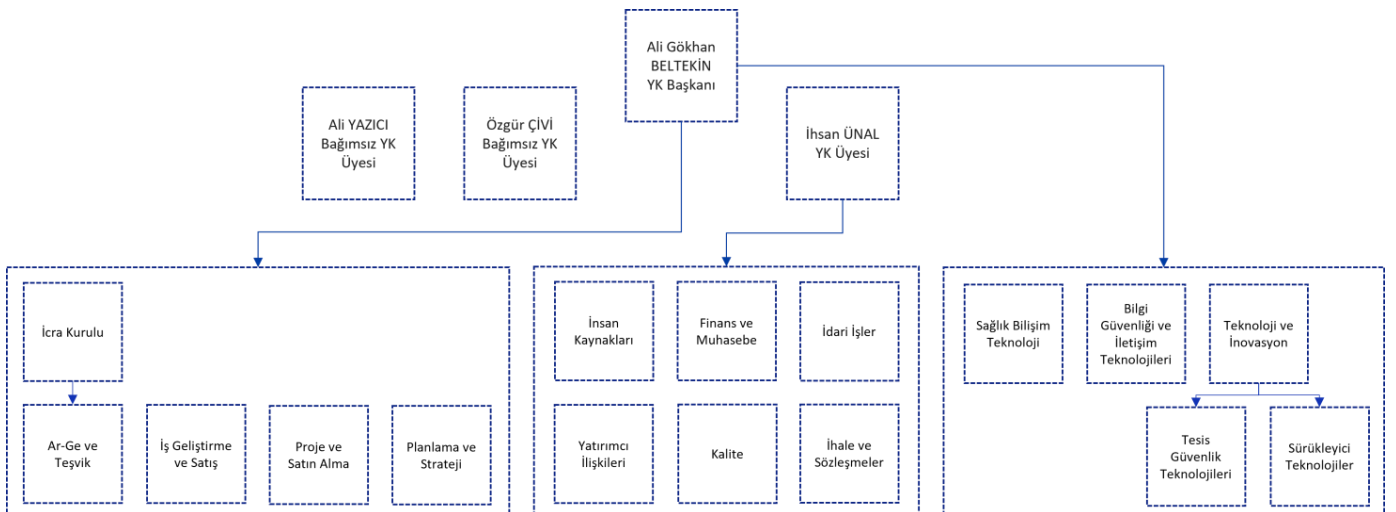 Ali Gökhan
BELTEKİN
YK Başkanı
Ali YAZICI
Bağımsız YK
Üyesi
Özgür ÇİVİ
Bağımsız YK
Üyesi
İhsan ÜNAL
YK Üyesi
İcra Kurulu
Ar-Ge ve
Teşvik
İş Geliştirme
ve Satış
Proje ve
Satın Alma
Planlama ve
Strateji
İnsan
Kaynakları
Finans ve
Muhasebe
İdari İşler
Yatırımcı
İlişkileri
Kalite
İhale ve
Sözleşmeler
Sağlık Bilişim
Teknoloji
Bilgi
Güvenliği ve
İletişim
Teknolojileri
Teknoloji ve
İnovasyon
Tesis
Güvenlik
Teknolojileri
Sürükleyici
Teknolojiler